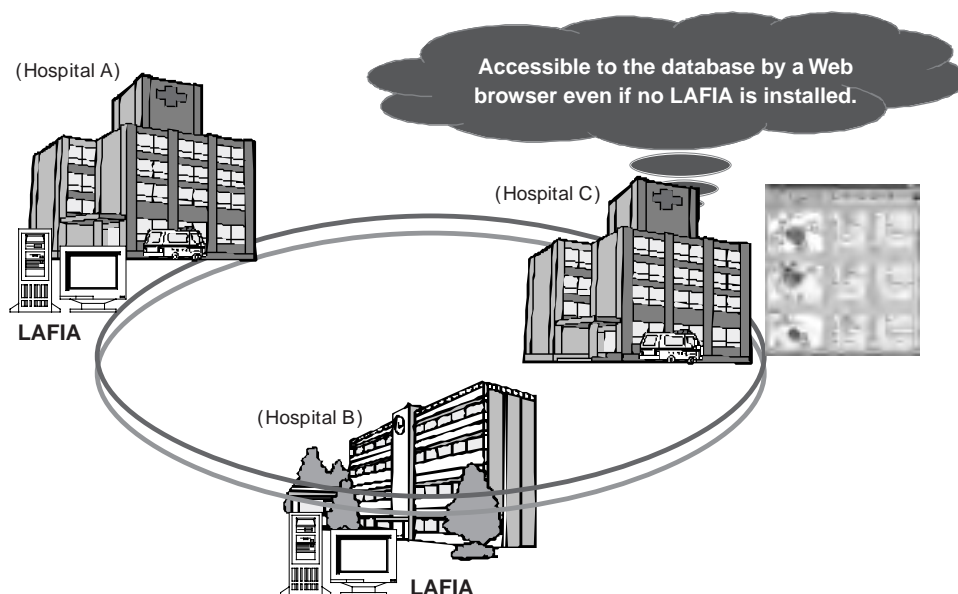 (Hospital A)
Accessible to the database by a Web
browser even if no LAFIA is installed.
(Hospital C)
LAFIA
(Hospital B)
LAFIA